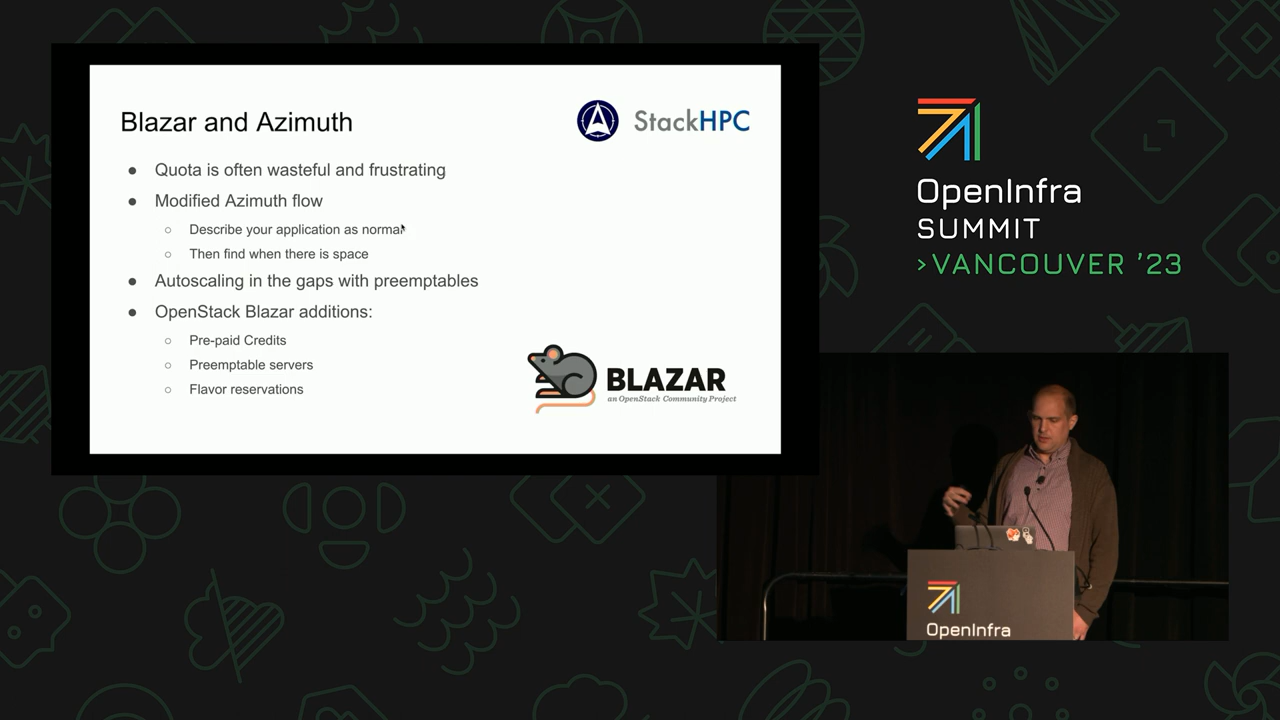 Blazar and Azimuth
StackHPC
● Quota is often wasteful and frustrating
● Modified Azimuth flow
○ Describe your application as normal
○ Then find when there is space
● Autoscaling in the gaps with preemptables
● OpenStack Blazar additions:
○ Pre-paid Credits
○ Preemptable servers
○ Flavor reservations
BLAZAR
an OpenStack Community Project
OpenInfra
SUMMIT
>VANCOUVER ’23
OpenInfra